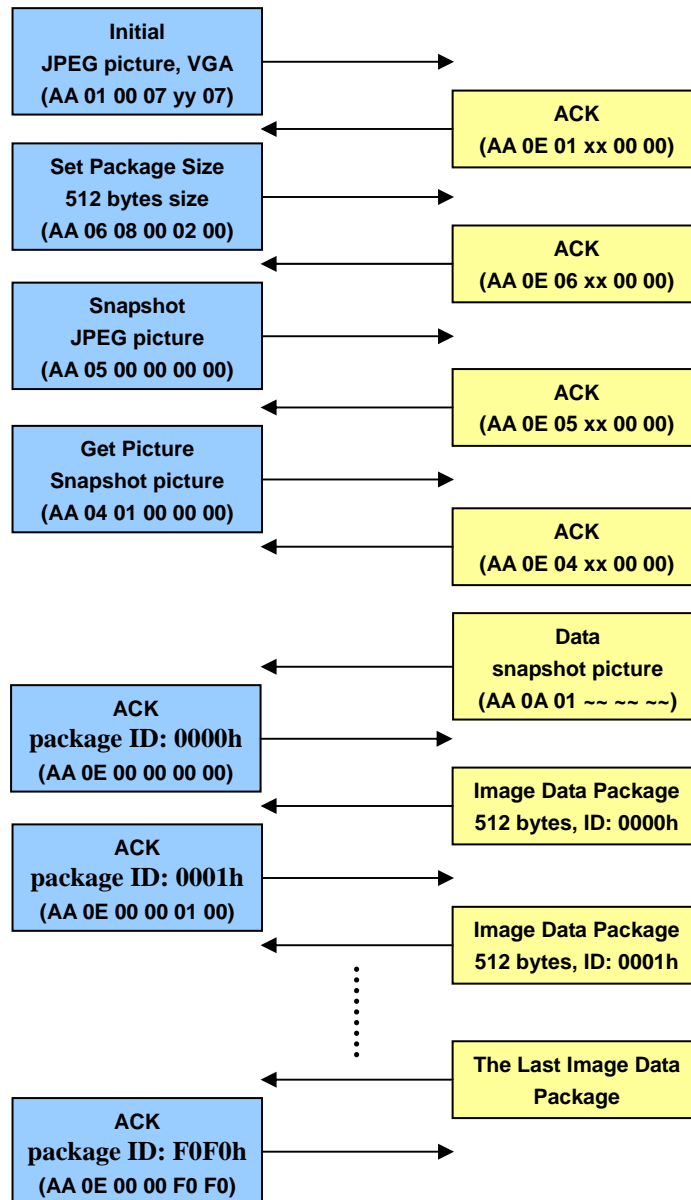 Initial
JPEG picture, VGA
(AA 01 00 07 yy 07)
ACK
(AA 0E 01 xx 00 00)
Set Package Size
512 bytes size
(AA 06 08 00 02 00)
ACK
(AA 0E 06 xx 00 00)
Snapshot
JPEG picture
(AA 05 00 00 00 00)
ACK
(AA 0E 05 xx 00 00)
Get Picture
Snapshot picture
(AA 04 01 00 00 00)
ACK
(AA 0E 04 xx 00 00)
Data
snapshot picture
(AA 0A 01 ~~ ~~ ~~)
ACK
package ID: 0000h
(AA 0E 00 00 00 00)
Image Data Package
512 bytes, ID: 0000h
ACK
package ID: 0001h
(AA 0E 00 00 01 00)
Image Data Package
512 bytes, ID: 0001h
The Last Image Data
Package
ACK
package ID: F0F0h
(AA 0E 00 00 F0 F0)